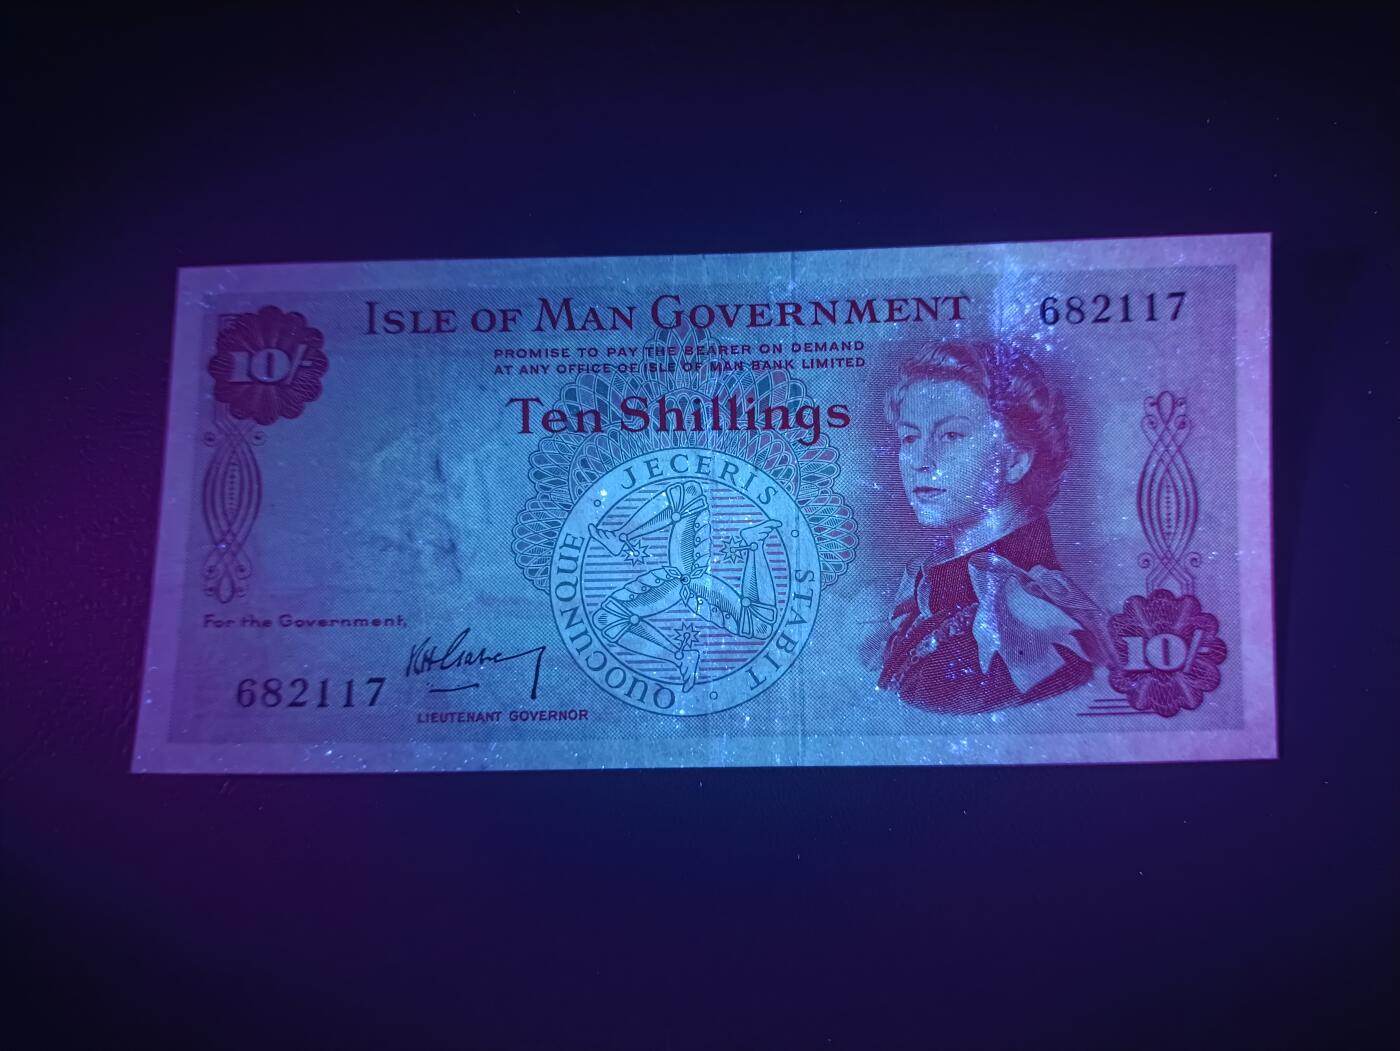 ISLE OF MAN GOVERNMENT
682117
PROMISE TO PAY THE BEARER ON DEMAND
AT ANY OFFICE OF ISLE OF MAN BANK LIMITED
10/-
Ten Shillings
QUOCUNQUE · JECERIS · STABIT ·
For the Government,
682117
LIEUTENANT GOVERNOR
10/-